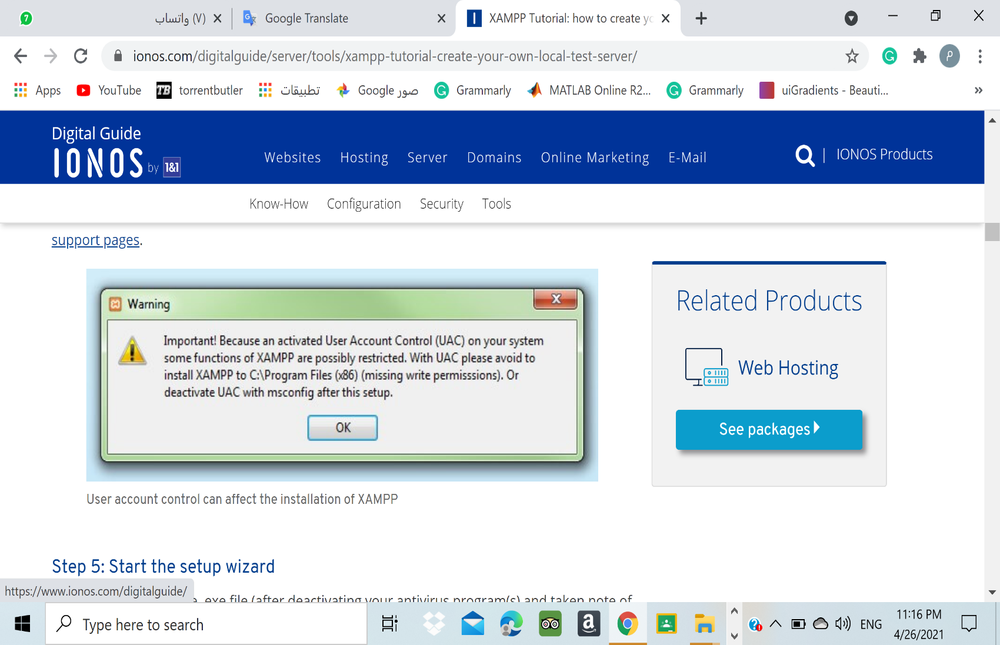 7
واتساب (V)
Google Translate
XAMPP Tutorial: how to create yo
ionos.com/digitalguide/server/tools/xampp-tutorial-create-your-own-local-test-server/
Apps
YouTube
TB
torrentbutler
تطبيقات
صور Google
Grammarly
MATLAB Online R2...
Grammarly
uiGradients - Beauti...
Digital Guide
IONOS by 1&1
Websites Hosting Server Domains Online Marketing E-Mail
IONOS Products
Know-How Configuration Security Tools
support pages.
Warning
Important! Because an activated User Account Control (UAC) on your system
some functions of XAMPP are possibly restricted. With UAC please avoid to
install XAMPP to C:\Program Files (x86) (missing write permisssions). Or
deactivate UAC with msconfig after this setup.
OK
User account control can affect the installation of XAMPP
Related Products
Web Hosting
See packages
Step 5: Start the setup wizard
https://www.ionos.com/digitalguide/
.exe file (after deactivating your antivirus program(s) and taken note of
Type here to search
ENG
11:16 PM
4/26/2021